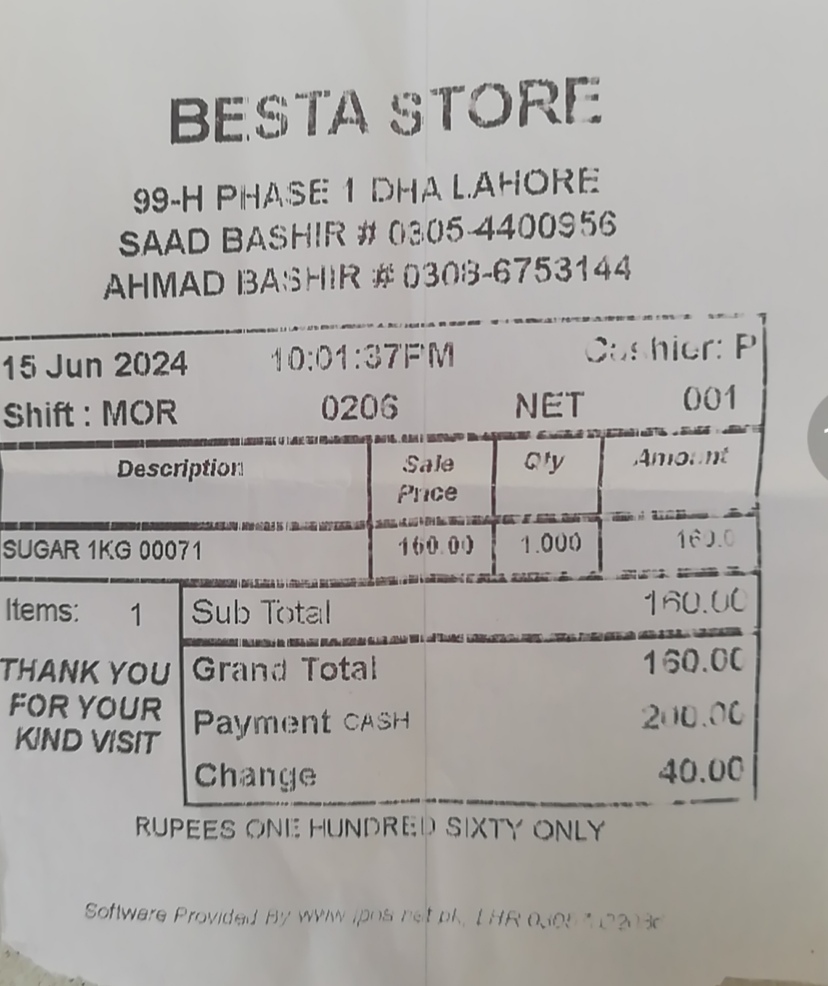 BESTA STORE
99-H PHASE 1 DHA LAHORE
SAAD BASHIR # 0305-4400956
AHMAD BASHIR # 0308-6753144
15 Jun 2024 10:01:37PM Cashier: P
Shift : MOR 0206 NET 001
Description Sale Price Qty Amount
SUGAR 1KG 00071 160.00 1.000 160.0
Items: 1 Sub Total 160.00
THANK YOU Grand Total 160.00
FOR YOUR Payment CASH 200.00
KIND VISIT Change 40.00
RUPEES ONE HUNDRED SIXTY ONLY
Software Provided By www.ipos.net.pk, LHR